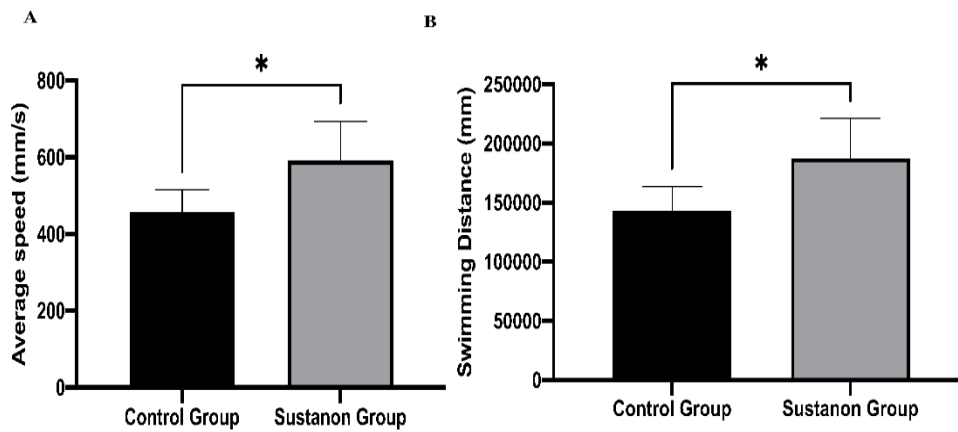 A
B
*
*
Average speed (mm/s)
800
600
400
200
0
Control Group
Sustanon Group
Swimming Distance (mm)
250000
200000
150000
100000
50000
0
Control Group
Sustanon Group